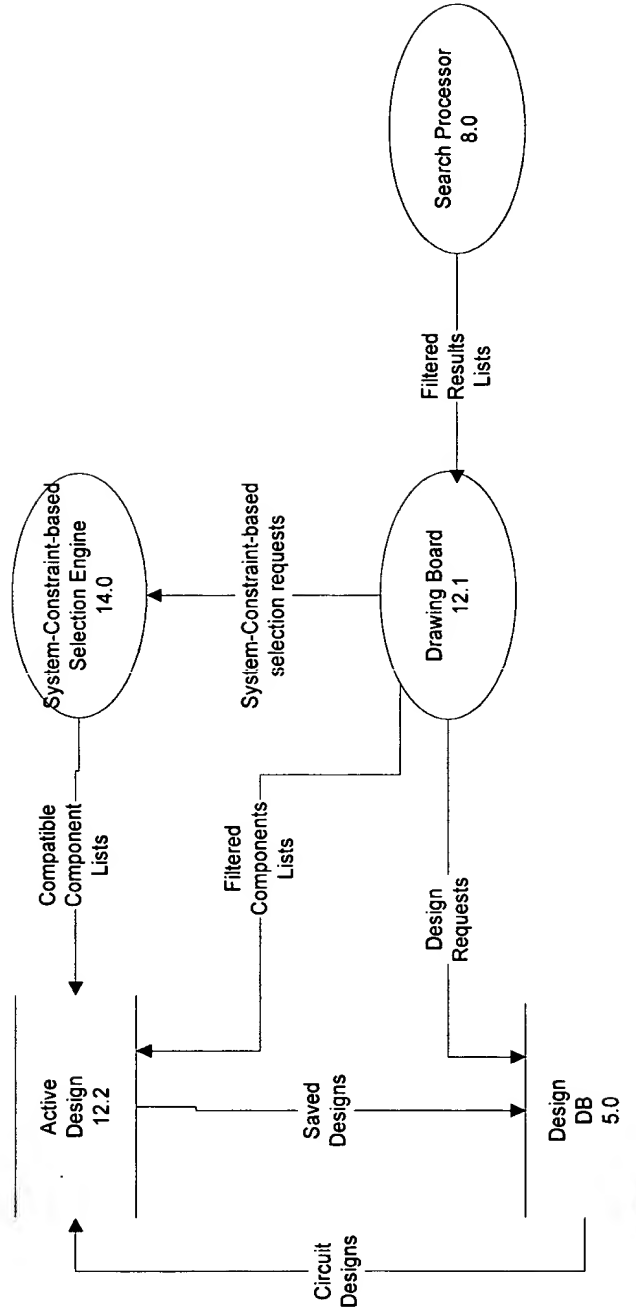 Search Processor
8.0
Filtered
Results
Lists
System-Constraint-based
Selection Engine
14.0
System-Constraint-based
selection requests
Drawing Board
12.1
Compatible
Component
Lists
Filtered
Components
Lists
Design
Requests
Active
Design
12.2
Saved
Designs
Design
DB
5.0
Circuit
Designs